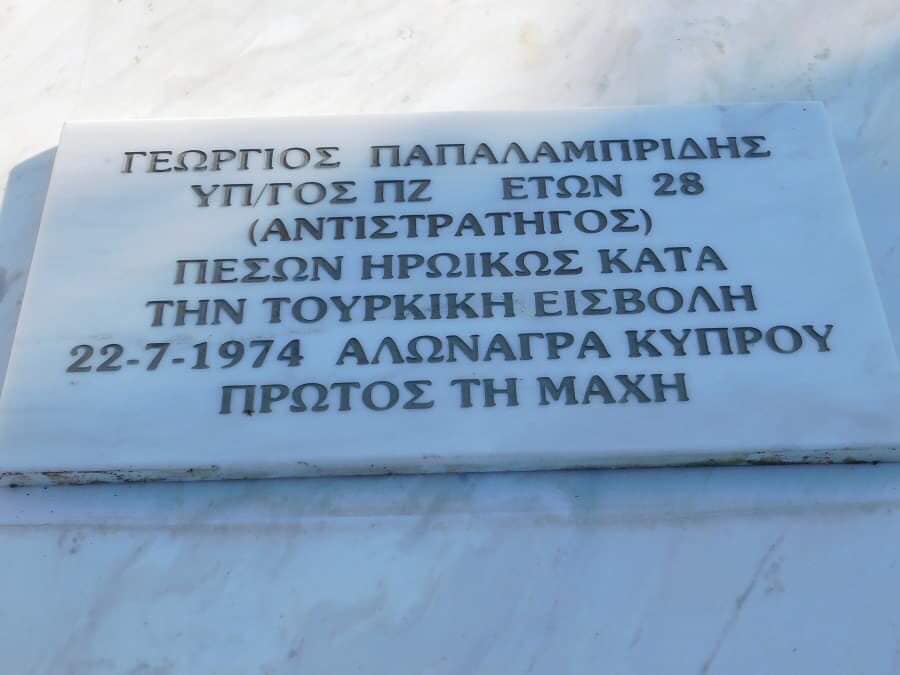 ΓΕΩΡΓΙΟΣ ΠΑΠΑΛΑΜΠΡΙΔΗΣ
ΥΠ/ΓΟΣ ΠΖ ΕΤΩΝ 28
(ΑΝΤΙΣΤΡΑΤΗΓΟΣ)
ΠΕΣΩΝ ΗΡΩΙΚΩΣ ΚΑΤΑ
ΤΗΝ ΤΟΥΡΚΙΚΗ ΕΙΣΒΟΛΗ
22-7-1974 ΑΛΩΝΑΓΡΑ ΚΥΠΡΟΥ
ΠΡΩΤΟΣ ΤΗ ΜΑΧΗ